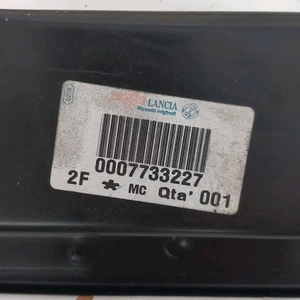 LANCIA
Ricambi originali
0007733227
2F * MC Qta' 001